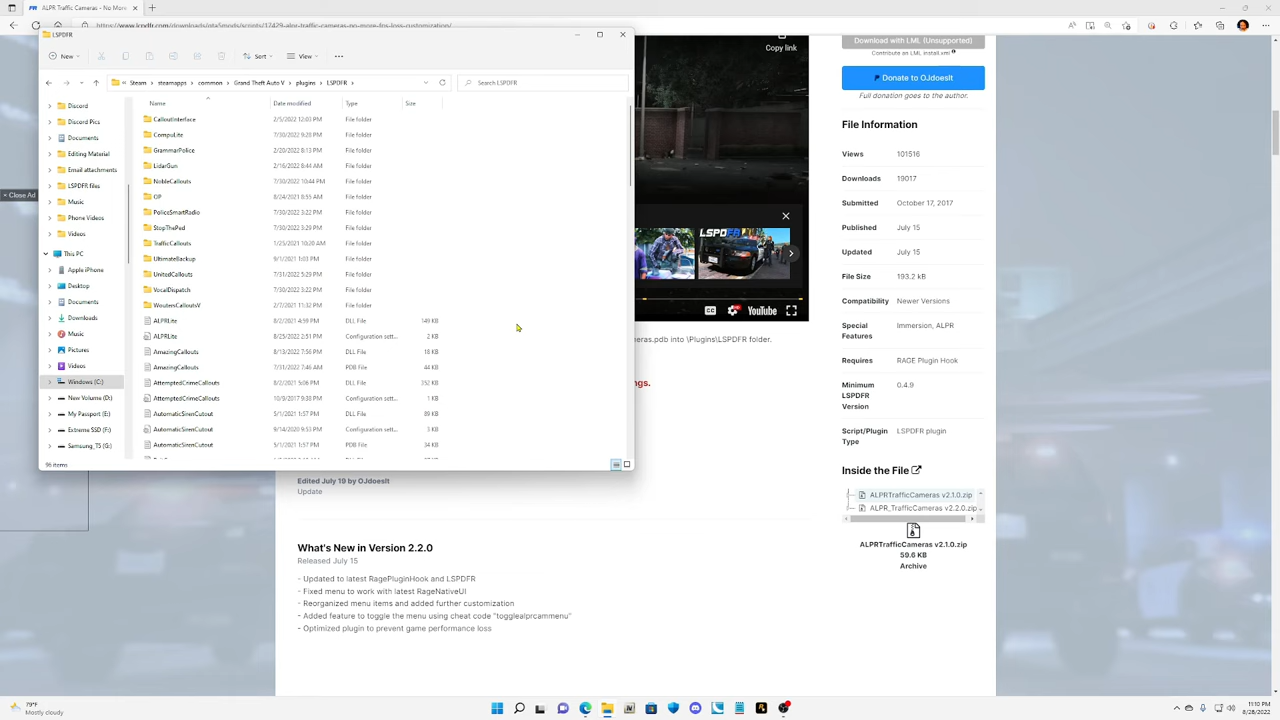 ALPR Traffic Cameras - No More...
https://www.lcpdfr.com/downloads/gta5mods/scripts/17429-alpr-traffic-cameras-no-more-fps-loss-customization/
LSPDFR
New
Sort
View
Steam > steamapps > common > Grand Theft Auto V > plugins > LSPDFR >
Search LSPDFR
Discord
Discord Pics
Documents
Editing Material
Email attachments
LSPDFR files
Music
Phone Videos
Videos
This PC
Apple iPhone
Desktop
Documents
Downloads
Music
Pictures
Videos
Windows (C:)
New Volume (D:)
My Passport (E:)
Extreme SSD (F:)
Samsung_T5 (G:)
Name Date modified Type Size
CalloutInterface 2/5/2022 12:03 PM File folder
CompuLite 7/30/2022 9:28 PM File folder
GrammarPolice 2/20/2022 8:13 PM File folder
LidarGun 2/16/2022 8:44 AM File folder
NobleCallouts 7/30/2022 10:44 PM File folder
OP 8/24/2021 8:55 AM File folder
PoliceSmartRadio 7/30/2022 3:22 PM File folder
StopThePed 7/30/2022 3:29 PM File folder
TrafficCallouts 1/25/2021 10:20 AM File folder
UltimateBackup 9/1/2021 1:03 PM File folder
UnitedCallouts 7/31/2022 5:29 PM File folder
VocalDispatch 7/30/2022 3:22 PM File folder
WoutersCalloutsV 2/7/2021 11:32 PM File folder
ALPRLite 8/2/2021 4:59 PM DLL File 149 KB
ALPRLite 8/25/2022 2:51 PM Configuration sett... 2 KB
AmazingCallouts 8/13/2022 7:56 PM DLL File 18 KB
AmazingCallouts 7/31/2022 7:46 AM PDB File 44 KB
AttemptedCrimeCallouts 8/2/2021 5:06 PM DLL File 352 KB
AttemptedCrimeCallouts 10/9/2017 9:38 PM Configuration sett... 1 KB
AutomaticSirenCutout 5/1/2021 1:57 PM DLL File 89 KB
AutomaticSirenCutout 9/14/2020 9:53 PM Configuration sett... 3 KB
AutomaticSirenCutout 5/1/2021 1:57 PM PDB File 34 KB
96 items
× Close Ad
Copy link
LSPDFR
CC
YouTube
eras.pdb into \Plugins\LSPDFR folder.
ngs.
Edited July 19 by OJdoesIt
Update
What's New in Version 2.2.0
Released July 15
- Updated to latest RagePluginHook and LSPDFR
- Fixed menu to work with latest RageNativeUI
- Reorganized menu items and added further customization
- Added feature to toggle the menu using cheat code "togglealprcammenu"
- Optimized plugin to prevent game performance loss
Download with LML (Unsupported)
Contribute an LML install.xml
Donate to OJdoesIt
Full donation goes to the author.
File Information
Views 101516
Downloads 19017
Submitted October 17, 2017
Published July 15
Updated July 15
File Size 193.2 kB
Compatibility Newer Versions
Special Features Immersion, ALPR
Requires RAGE Plugin Hook
Minimum LSPDFR Version 0.4.9
Script/Plugin Type LSPDFR plugin
Inside the File
ALPRTrafficCameras v2.1.0.zip
ALPR_TrafficCameras v2.2.0.zip
ALPRTrafficCameras v2.1.0.zip
59.6 KB
Archive
79°F
Mostly cloudy
11:10 PM
8/28/2022